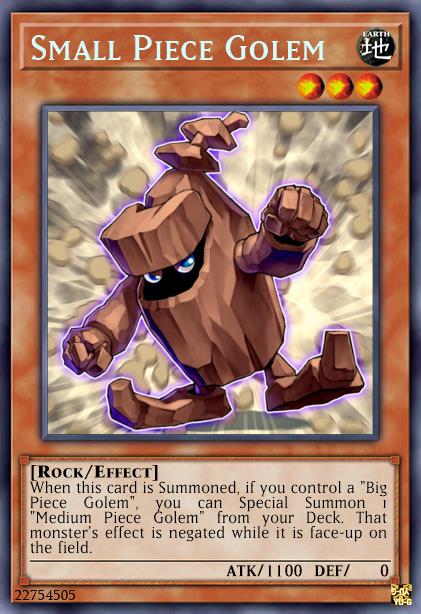 SMALL PIECE GOLEM
EARTH
地
[ROCK/EFFECT]
When this card is Summoned, if you control a "Big
Piece Golem", you can Special Summon 1
"Medium Piece Golem" from your Deck. That
monster's effect is negated while it is face-up on
the field.
ATK/1100 DEF/ 0
22754505